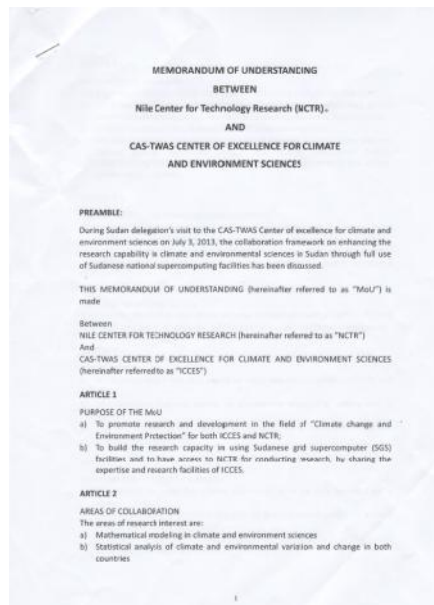 MEMORANDUM OF UNDERSTANDING
BETWEEN
Nile Center for Technology Research (NCTR)
AND
CAS-TWAS CENTER OF EXCELLENCE FOR CLIMATE
AND ENVIRONMENT SCIENCES
PREAMBLE:
During Sudan delegation's visit to the CAS-TWAS Center of excellence for climate and
environment sciences on July 3, 2013, the collaboration framework on enhancing the
research capability is climate and environmental sciences in Sudan through full use
of Sudanese national supercomputing facilities has been discussed.
THIS MEMORANDUM OF UNDERSTANDING (hereinafter referred to as "MoU") is
made
Between
NILE CENTER FOR TECHNOLOGY RESEARCH (hereinafter referred to as "NCTR")
And
CAS-TWAS CENTER OF EXCELLENCE FOR CLIMATE AND ENVIRONMENT SCIENCES
(hereinafter referred to as "ICCES")
ARTICLE 1
PURPOSE OF THE MoU
a) To promote research and development in the field of "Climate change and
Environment Protection" for both ICCES and NCTR;
b) To build the research capacity in using Sudanese grid supercomputer (SGS)
facilities and to have access to NCTR for conducting research, by sharing the
expertise and research facilities of ICCES.
ARTICLE 2
AREAS OF COLLABORATION
The areas of research interest are:
a) Mathematical modeling in climate and environment sciences
b) Statistical analysis of climate and environmental variation and change in both
countries
1